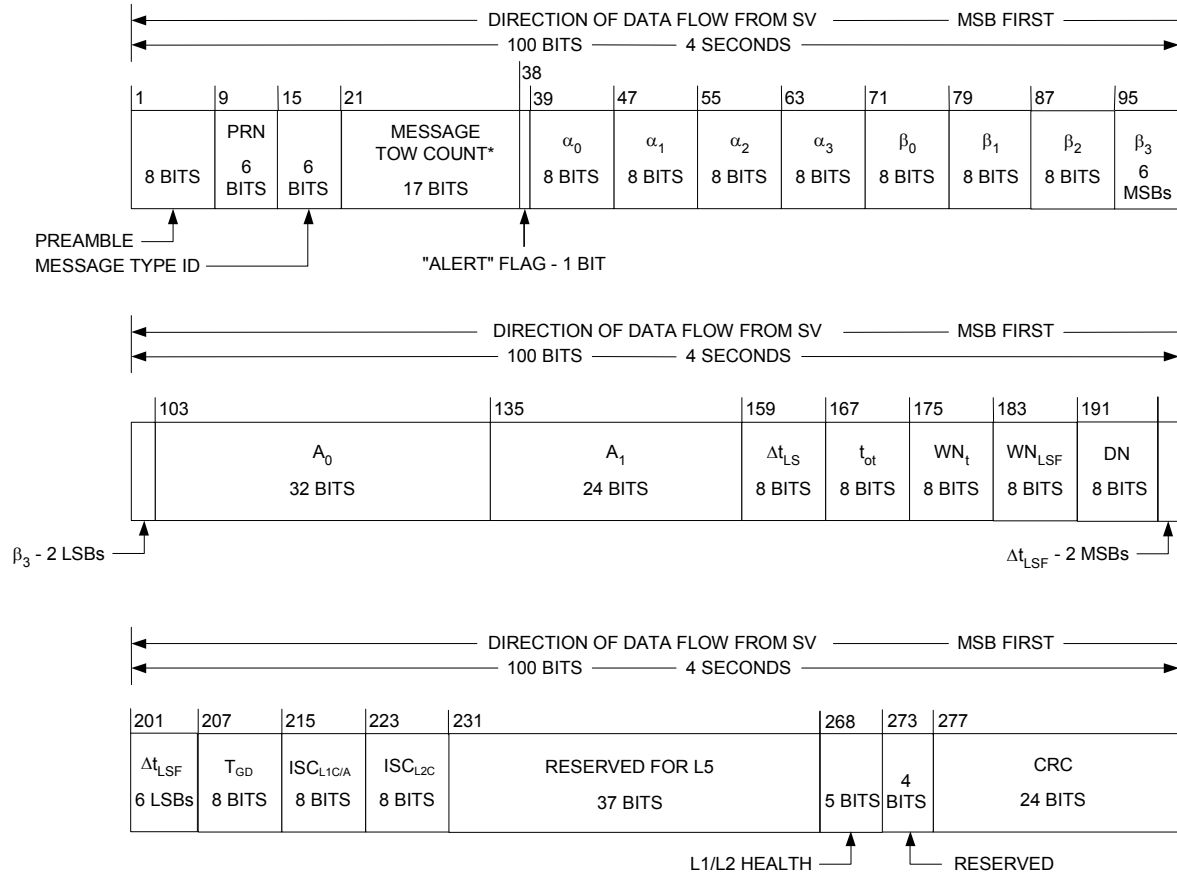 DIRECTION OF DATA FLOW FROM SV MSB FIRST
100 BITS 4 SECONDS
38
1 9 15 21 39 47 55 63 71 79 87 95
PRN MESSAGE α0 α1 α2 α3 β0 β1 β2 β3
TOW COUNT*
8 BITS 6 BITS 6 BITS 17 BITS 8 BITS 8 BITS 8 BITS 8 BITS 8 BITS 8 BITS 8 BITS 6 MSBs
PREAMBLE
MESSAGE TYPE ID "ALERT" FLAG - 1 BIT
DIRECTION OF DATA FLOW FROM SV MSB FIRST
100 BITS 4 SECONDS
103 135 159 167 175 183 191
A0 A1 ΔtLS tot WNt WNLSF DN
32 BITS 24 BITS 8 BITS 8 BITS 8 BITS 8 BITS 8 BITS
β3 - 2 LSBs ΔtLSF - 2 MSBs
DIRECTION OF DATA FLOW FROM SV MSB FIRST
100 BITS 4 SECONDS
201 207 215 223 231 268 273 277
ΔtLSF TGD ISCL1C/A ISCL2C RESERVED FOR L5 CRC
6 LSBs 8 BITS 8 BITS 8 BITS 37 BITS 5 BITS 4 BITS 24 BITS
L1/L2 HEALTH RESERVED